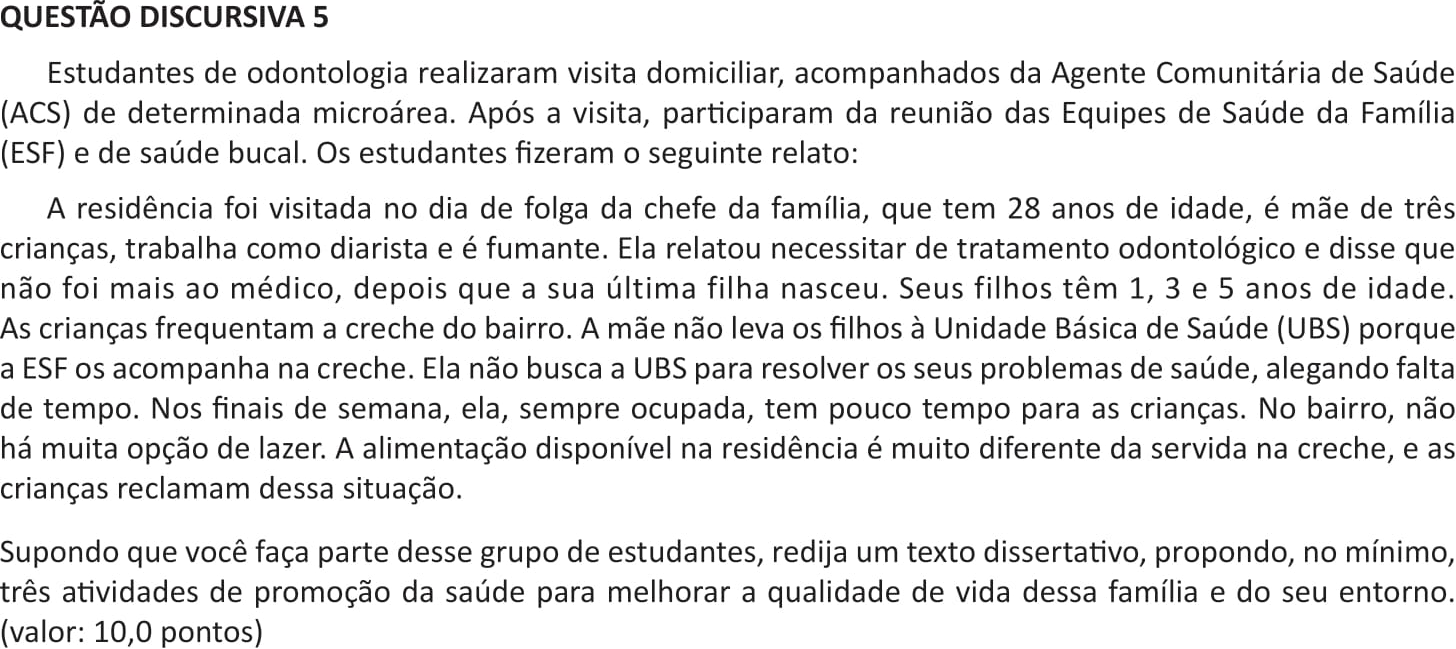 QUESTÃO DISCURSIVA 5
Estudantes de odontologia realizaram visita domiciliar, acompanhados da Agente Comunitária de Saúde
(ACS) de determinada microárea. Após a visita, participaram da reunião das Equipes de Saúde da Família
(ESF) e de saúde bucal. Os estudantes fizeram o seguinte relato:
A residência foi visitada no dia de folga da chefe da família, que tem 28 anos de idade, é mãe de três
crianças, trabalha como diarista e é fumante. Ela relatou necessitar de tratamento odontológico e disse que
não foi mais ao médico, depois que a sua última filha nasceu. Seus filhos têm 1, 3 e 5 anos de idade.
As crianças frequentam a creche do bairro. A mãe não leva os filhos à Unidade Básica de Saúde (UBS) porque
a ESF os acompanha na creche. Ela não busca a UBS para resolver os seus problemas de saúde, alegando falta
de tempo. Nos finais de semana, ela, sempre ocupada, tem pouco tempo para as crianças. No bairro, não
há muita opção de lazer. A alimentação disponível na residência é muito diferente da servida na creche, e as
crianças reclamam dessa situação.
Supondo que você faça parte desse grupo de estudantes, redija um texto dissertativo, propondo, no mínimo,
três atividades de promoção da saúde para melhorar a qualidade de vida dessa família e do seu entorno.
(valor: 10,0 pontos)